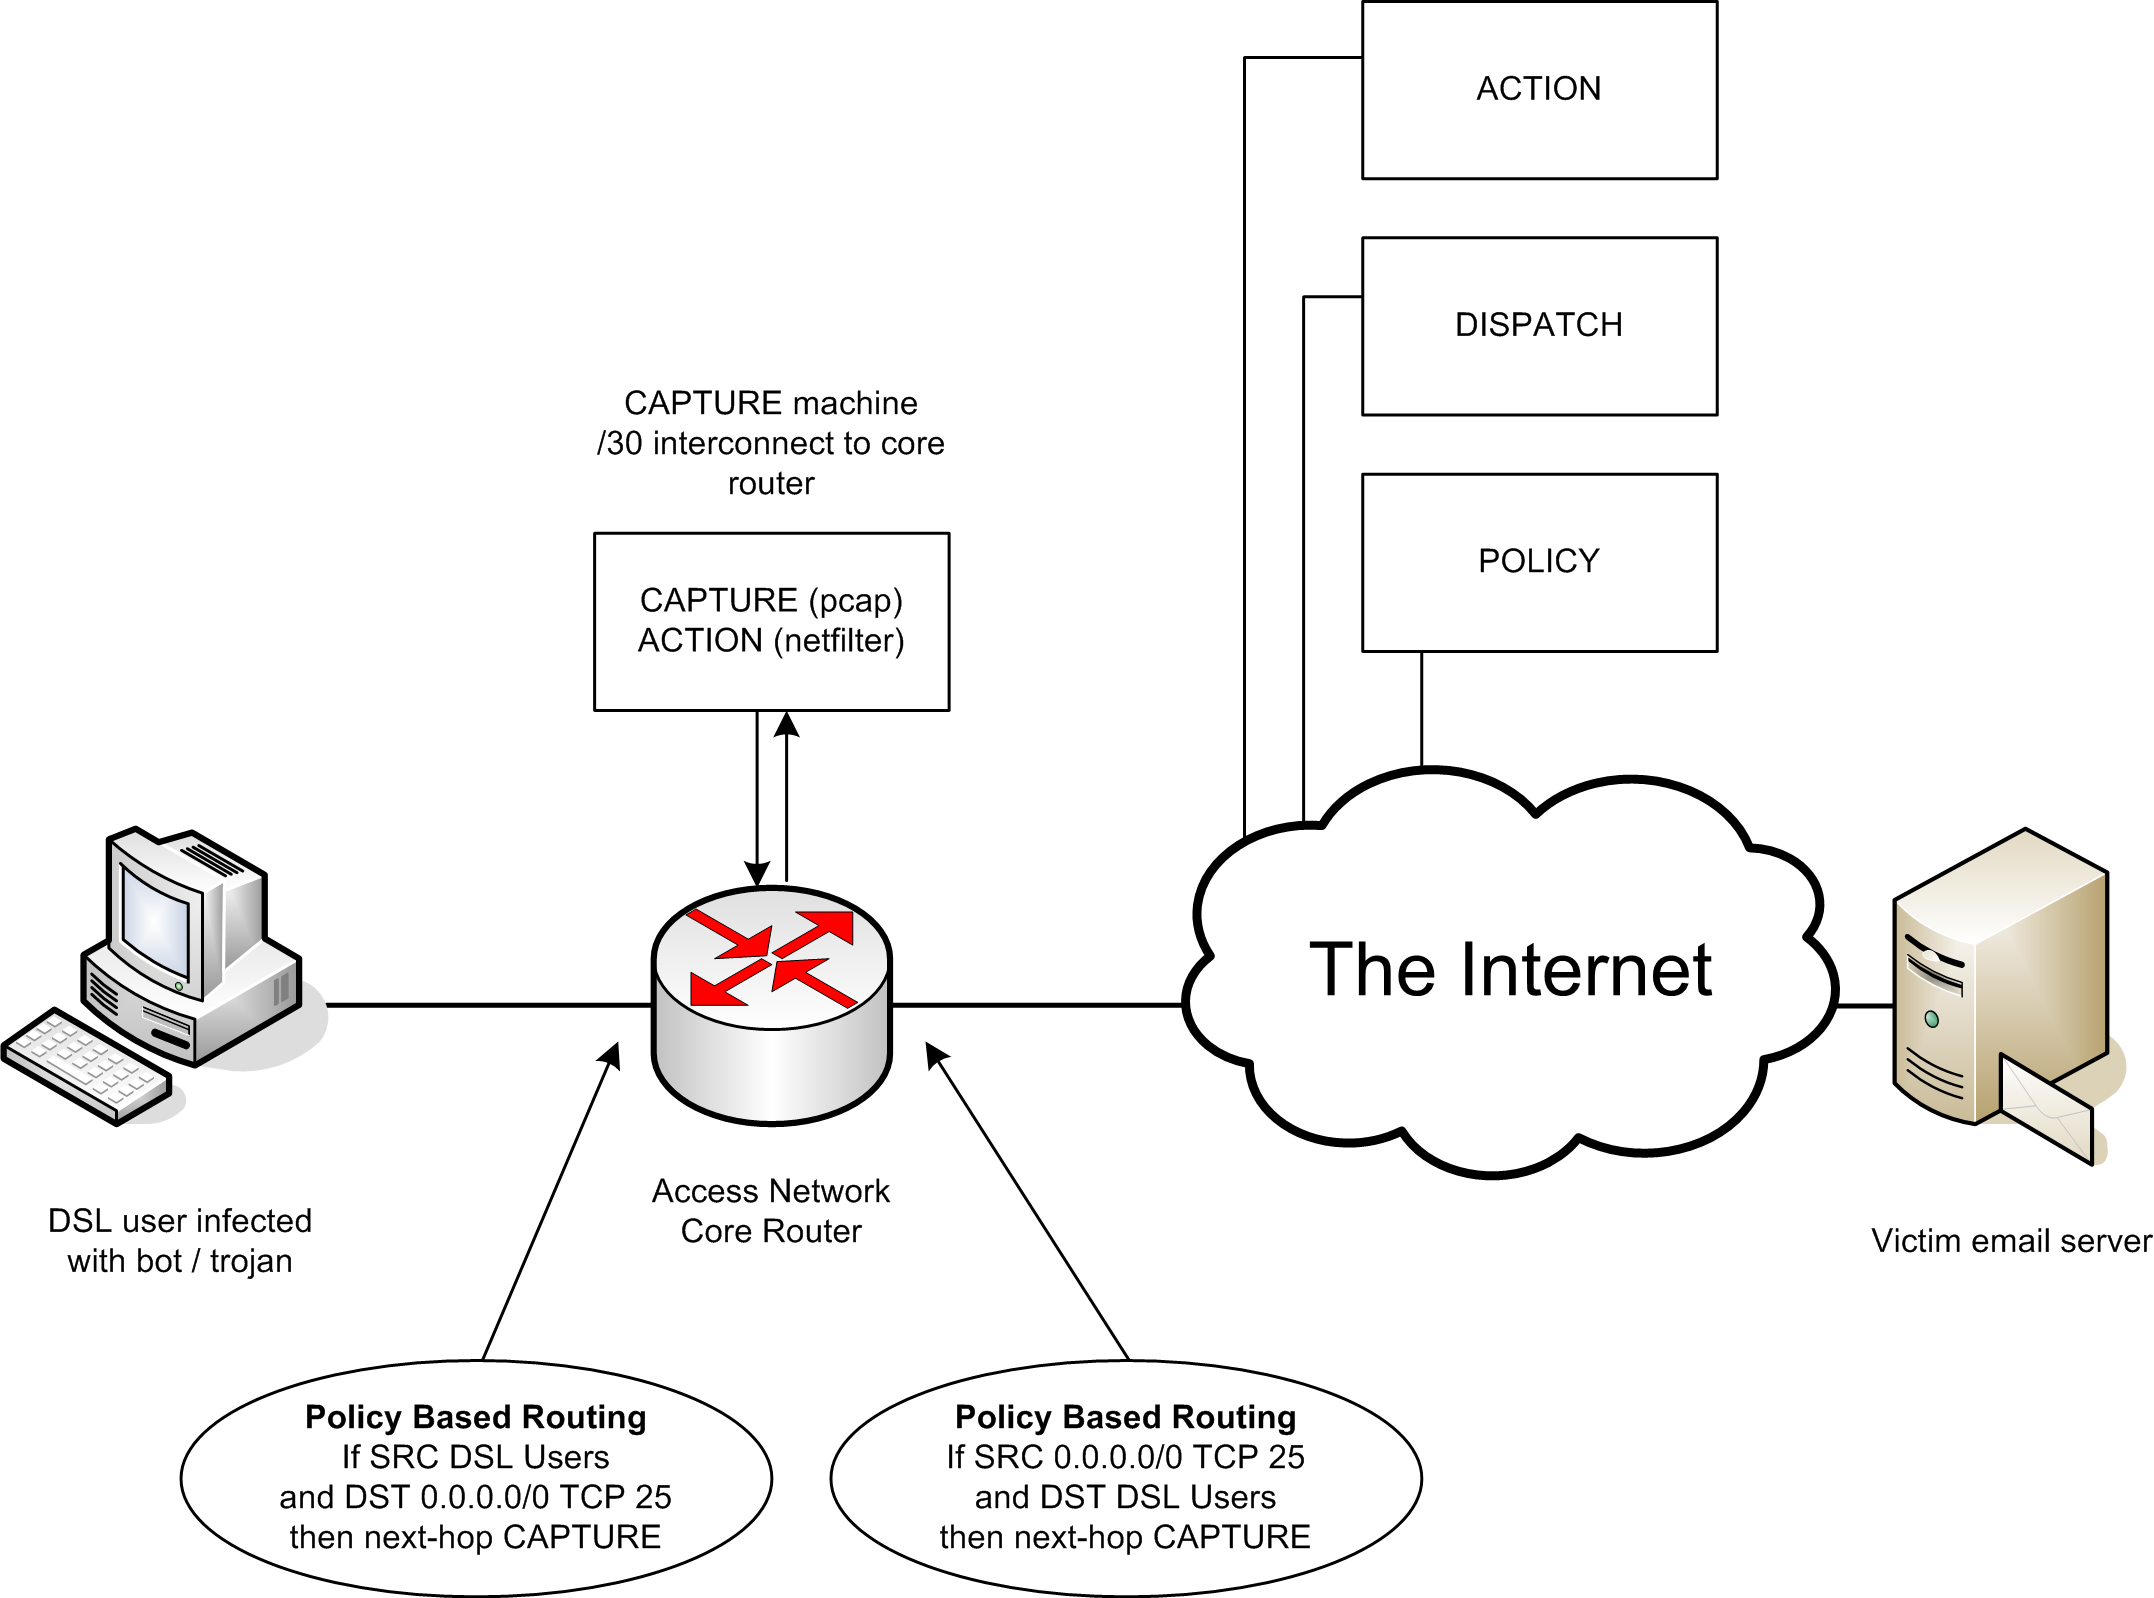 ACTION
DISPATCH
CAPTURE machine
/30 interconnect to core
router
POLICY
CAPTURE (pcap)
ACTION (netfilter)
The Internet
Access Network
Core Router
DSL user infected
with bot / trojan
Victim email server
Policy Based Routing
If SRC DSL Users
and DST 0.0.0.0/0 TCP 25
then next-hop CAPTURE
Policy Based Routing
If SRC 0.0.0.0/0 TCP 25
and DST DSL Users
then next-hop CAPTURE